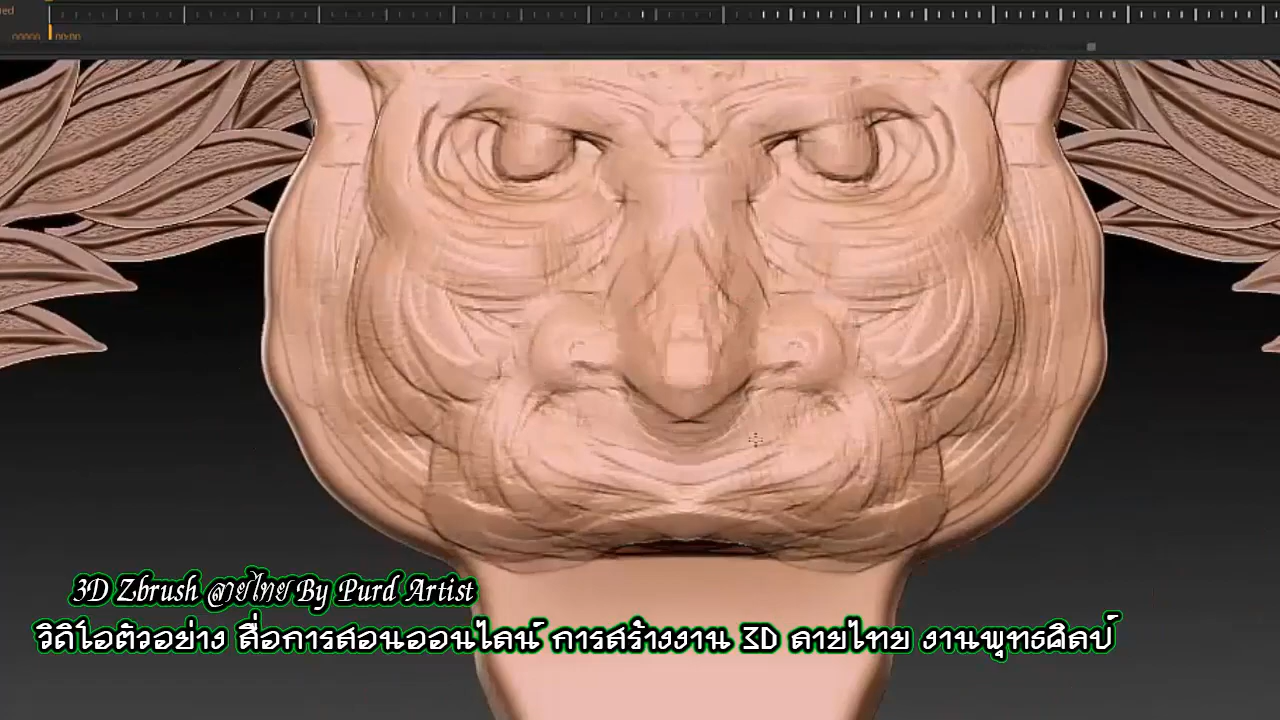 00000 00:00
3D Zbrush ลายไทย By Purd Artist
วิดีโอตัวอย่าง สื่อการสอนออนไลน์ การสร้างงาน 3D ลายไทย งานพุทธศิลป์